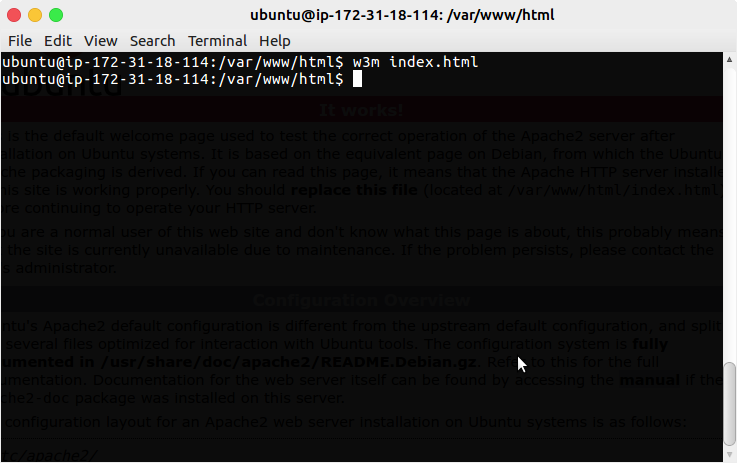 ubuntu@ip-172-31-18-114: /var/www/html
File Edit View Search Terminal Help
ubuntu@ip-172-31-18-114:/var/www/html$ w3m index.html
ubuntu@ip-172-31-18-114:/var/www/html$
It works!
is the default welcome page used to test the correct operation of the Apache2 server after
allation on Ubuntu systems. It is based on the equivalent page on Debian, from which the Ubuntu
che packaging is derived. If you can read this page, it means that the Apache HTTP server installe
his site is working properly. You should replace this file (located at /var/www/html/index.html)
re continuing to operate your HTTP server.
ou are a normal user of this web site and don't know what this page is about, this probably means
the site is currently unavailable due to maintenance. If the problem persists, please contact the
s administrator.
Configuration Overview
ntu's Apache2 default configuration is different from the upstream default configuration, and split
several files optimized for interaction with Ubuntu tools. The configuration system is fully
umented in /usr/share/doc/apache2/README.Debian.gz. Refer to this for the full
umentation. Documentation for the web server itself can be found by accessing the manual if the
che2-doc package was installed on this server.
configuration layout for an Apache2 web server installation on Ubuntu systems is as follows:
tc/apache2/